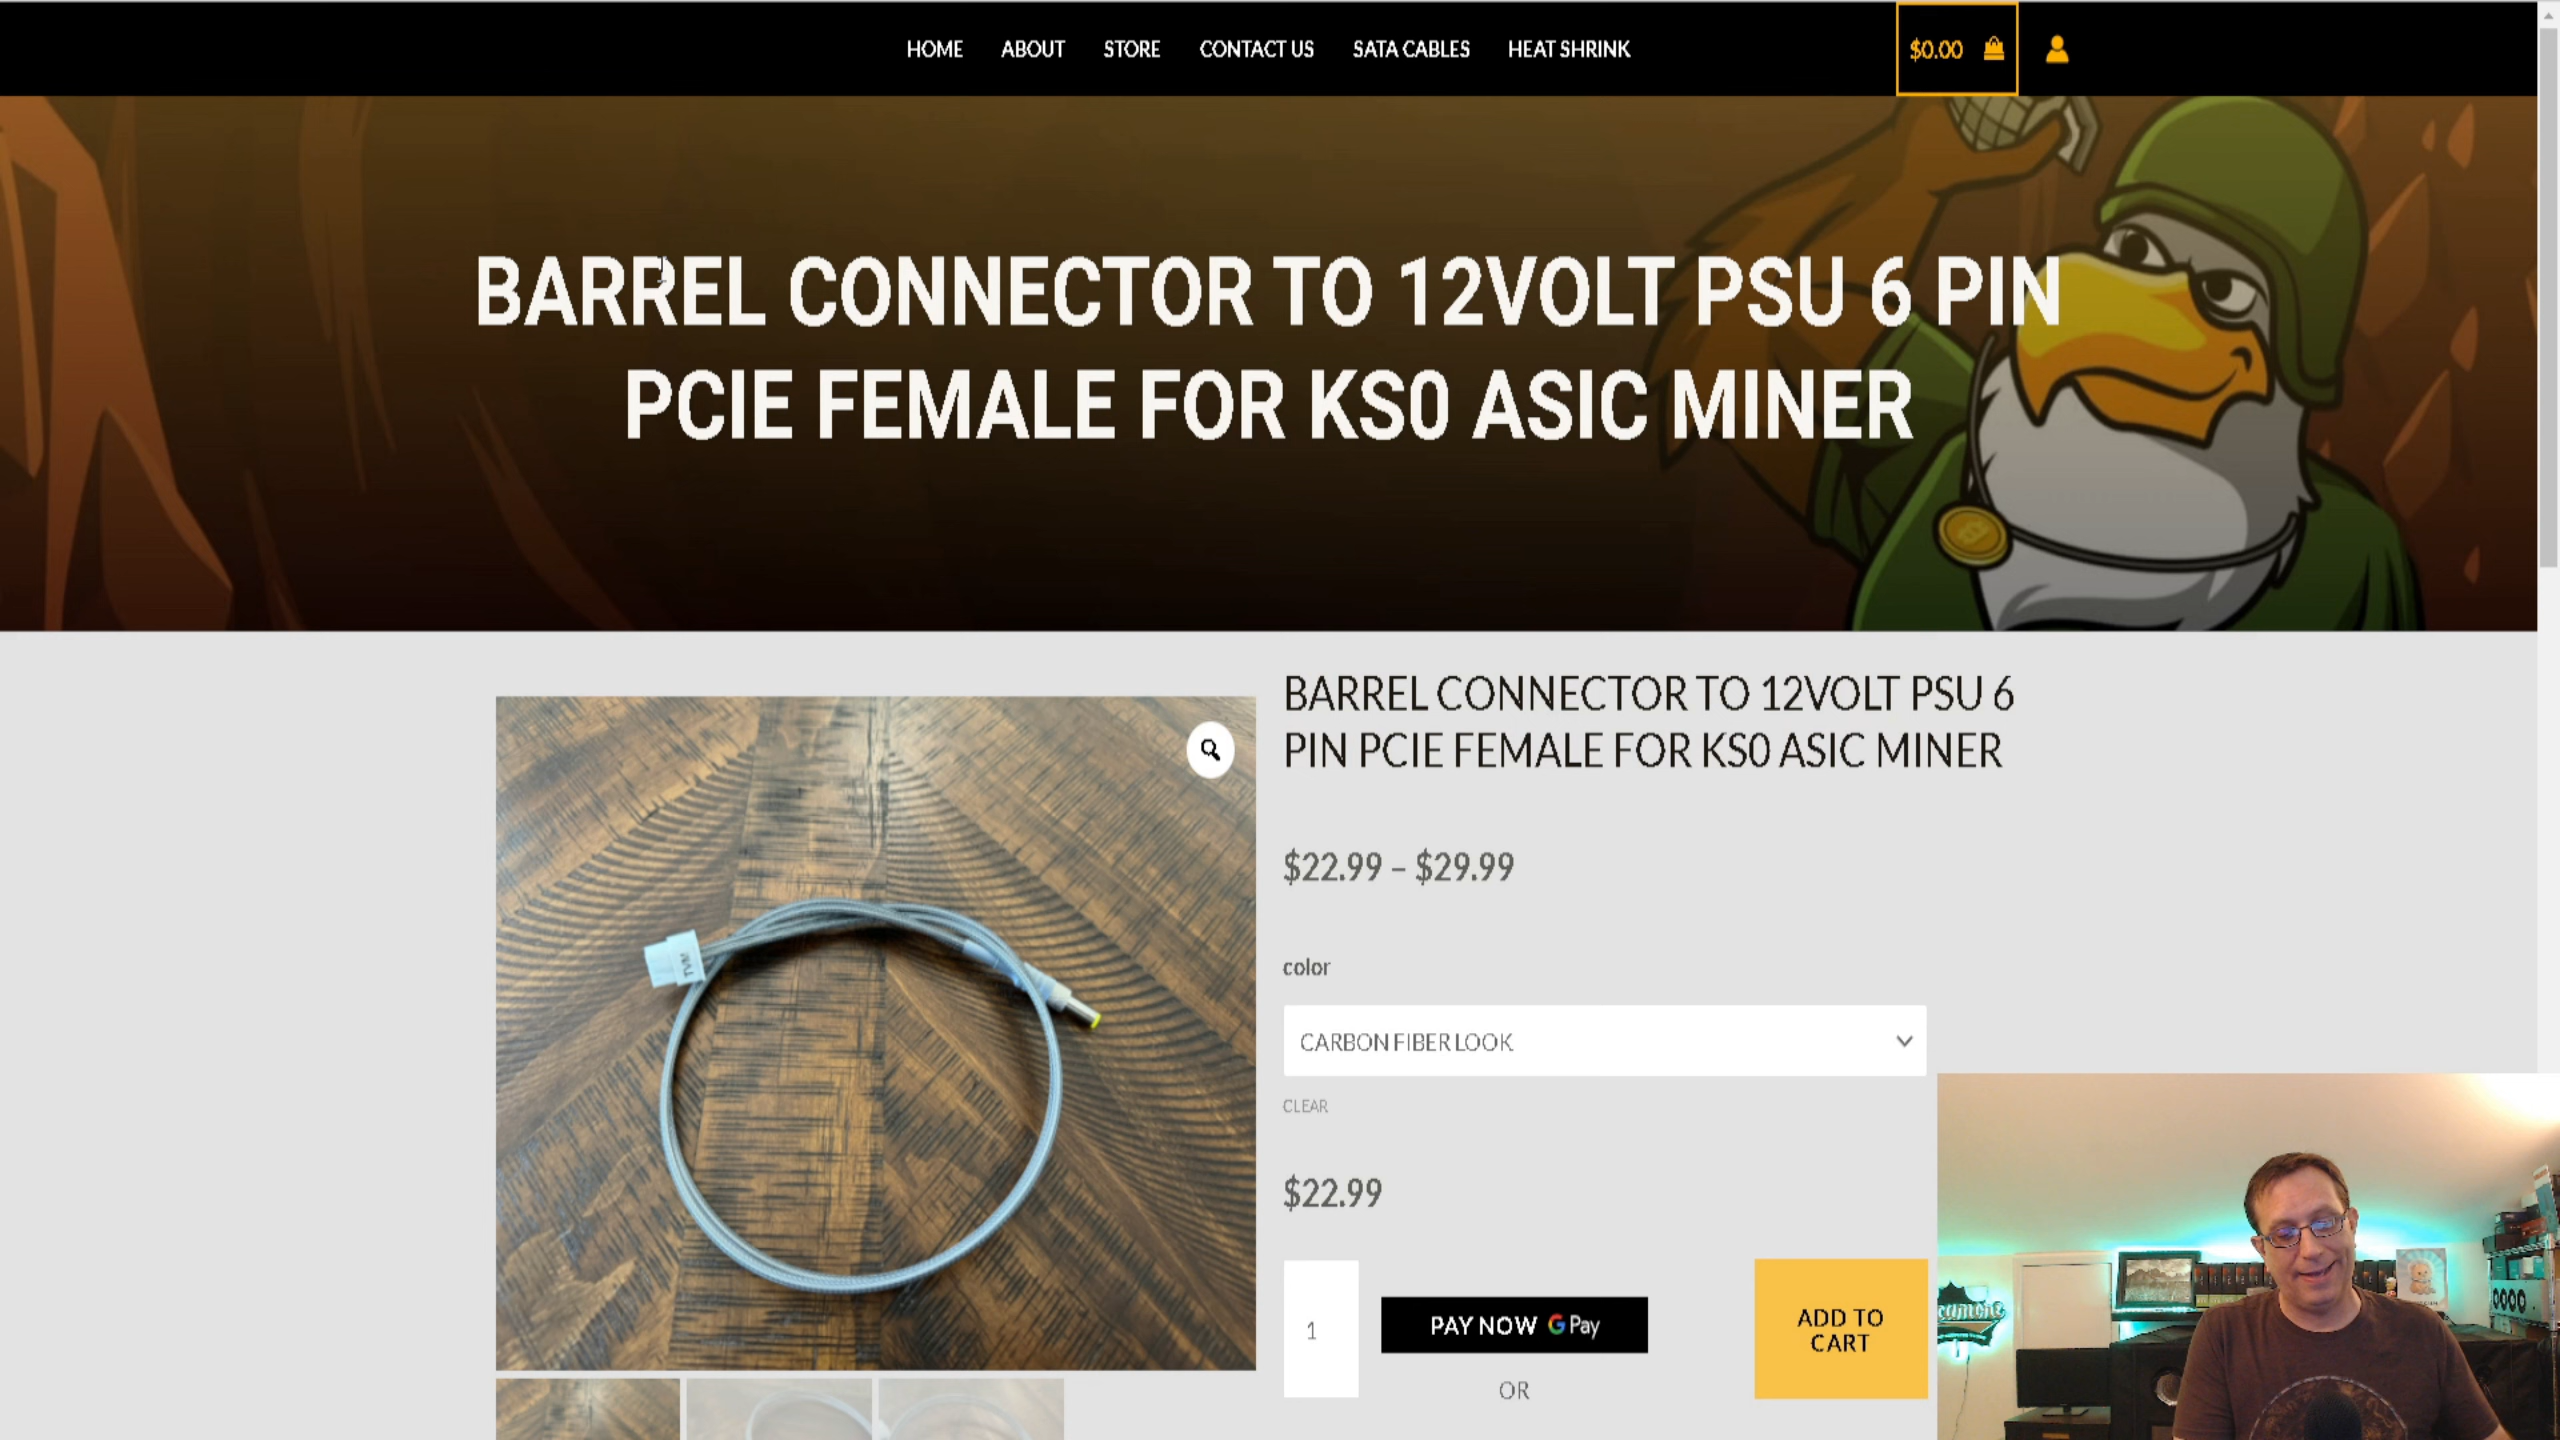 HOME ABOUT STORE CONTACT US SATA CABLES HEAT SHRINK $0.00
BARREL CONNECTOR TO 12VOLT PSU 6 PIN
PCIE FEMALE FOR KS0 ASIC MINER
BARREL CONNECTOR TO 12VOLT PSU 6
PIN PCIE FEMALE FOR KS0 ASIC MINER
$22.99 – $29.99
color
CARBON FIBER LOOK
CLEAR
$22.99
1
PAY NOW G Pay
OR
ADD TO
CART